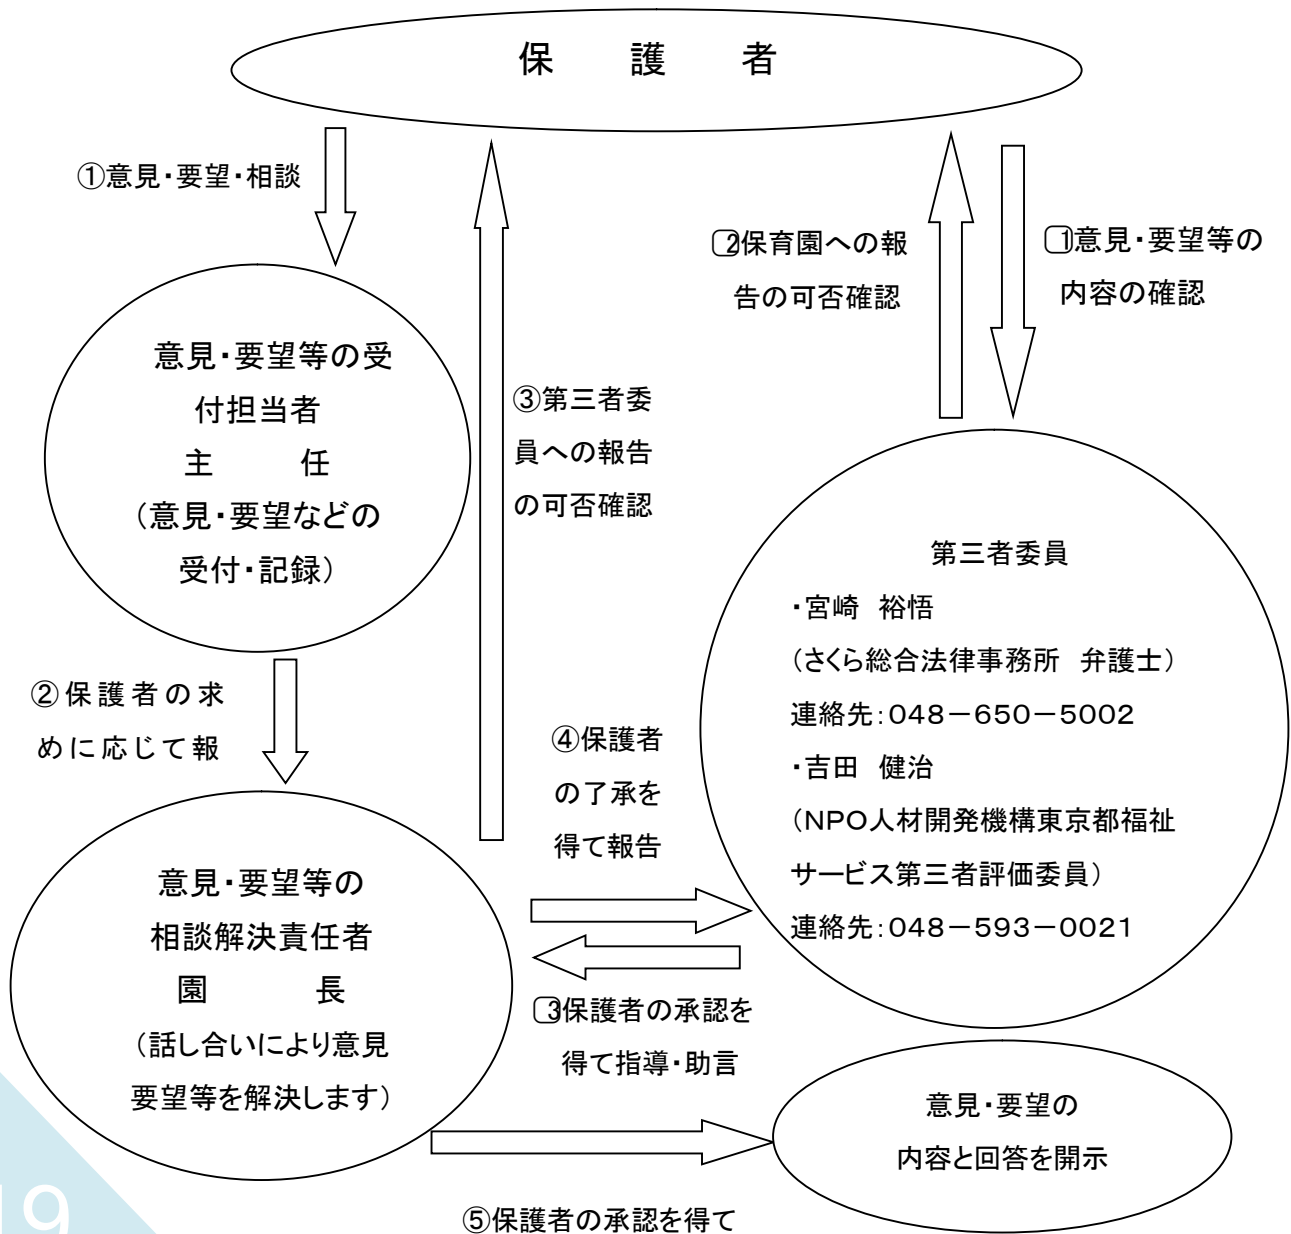 保　護　者
①意見・要望・相談
②保育園への報
告の可否確認
①意見・要望等の
内容の確認
意見・要望等の受
付担当者
主　　任
（意見・要望などの
受付・記録）
③第三者委
員への報告
の可否確認
第三者委員
・宮崎　裕悟
（さくら総合法律事務所　弁護士）
連絡先：０４８－６５０－５００２
・吉田　健治
（NPO人材開発機構東京都福祉
サービス第三者評価委員）
連絡先：０４８－５９３－００２１
②保護者の求
めに応じて報
④保護者
の了承を
得て報告
意見・要望等の
相談解決責任者
園　　長
（話し合いにより意見
要望等を解決します）
③保護者の承認を
得て指導・助言
意見・要望の
内容と回答を開示
⑤保護者の承認を得て
19